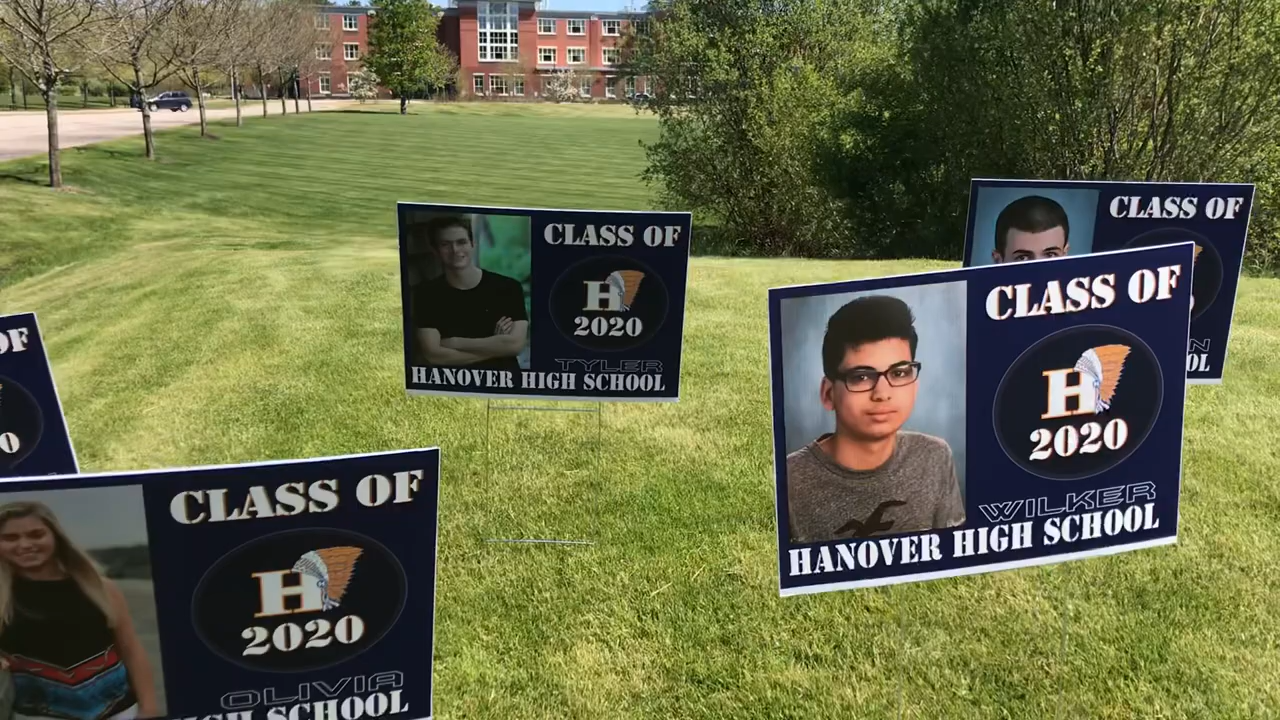 CLASS OF
H
2020
TYLER
HANOVER HIGH SCHOOL
CLASS OF
CLASS OF
H
2020
WILKER
HANOVER HIGH SCHOOL
OF
0
CLASS OF
H
2020
OLIVIA
HIGH SCHOOL